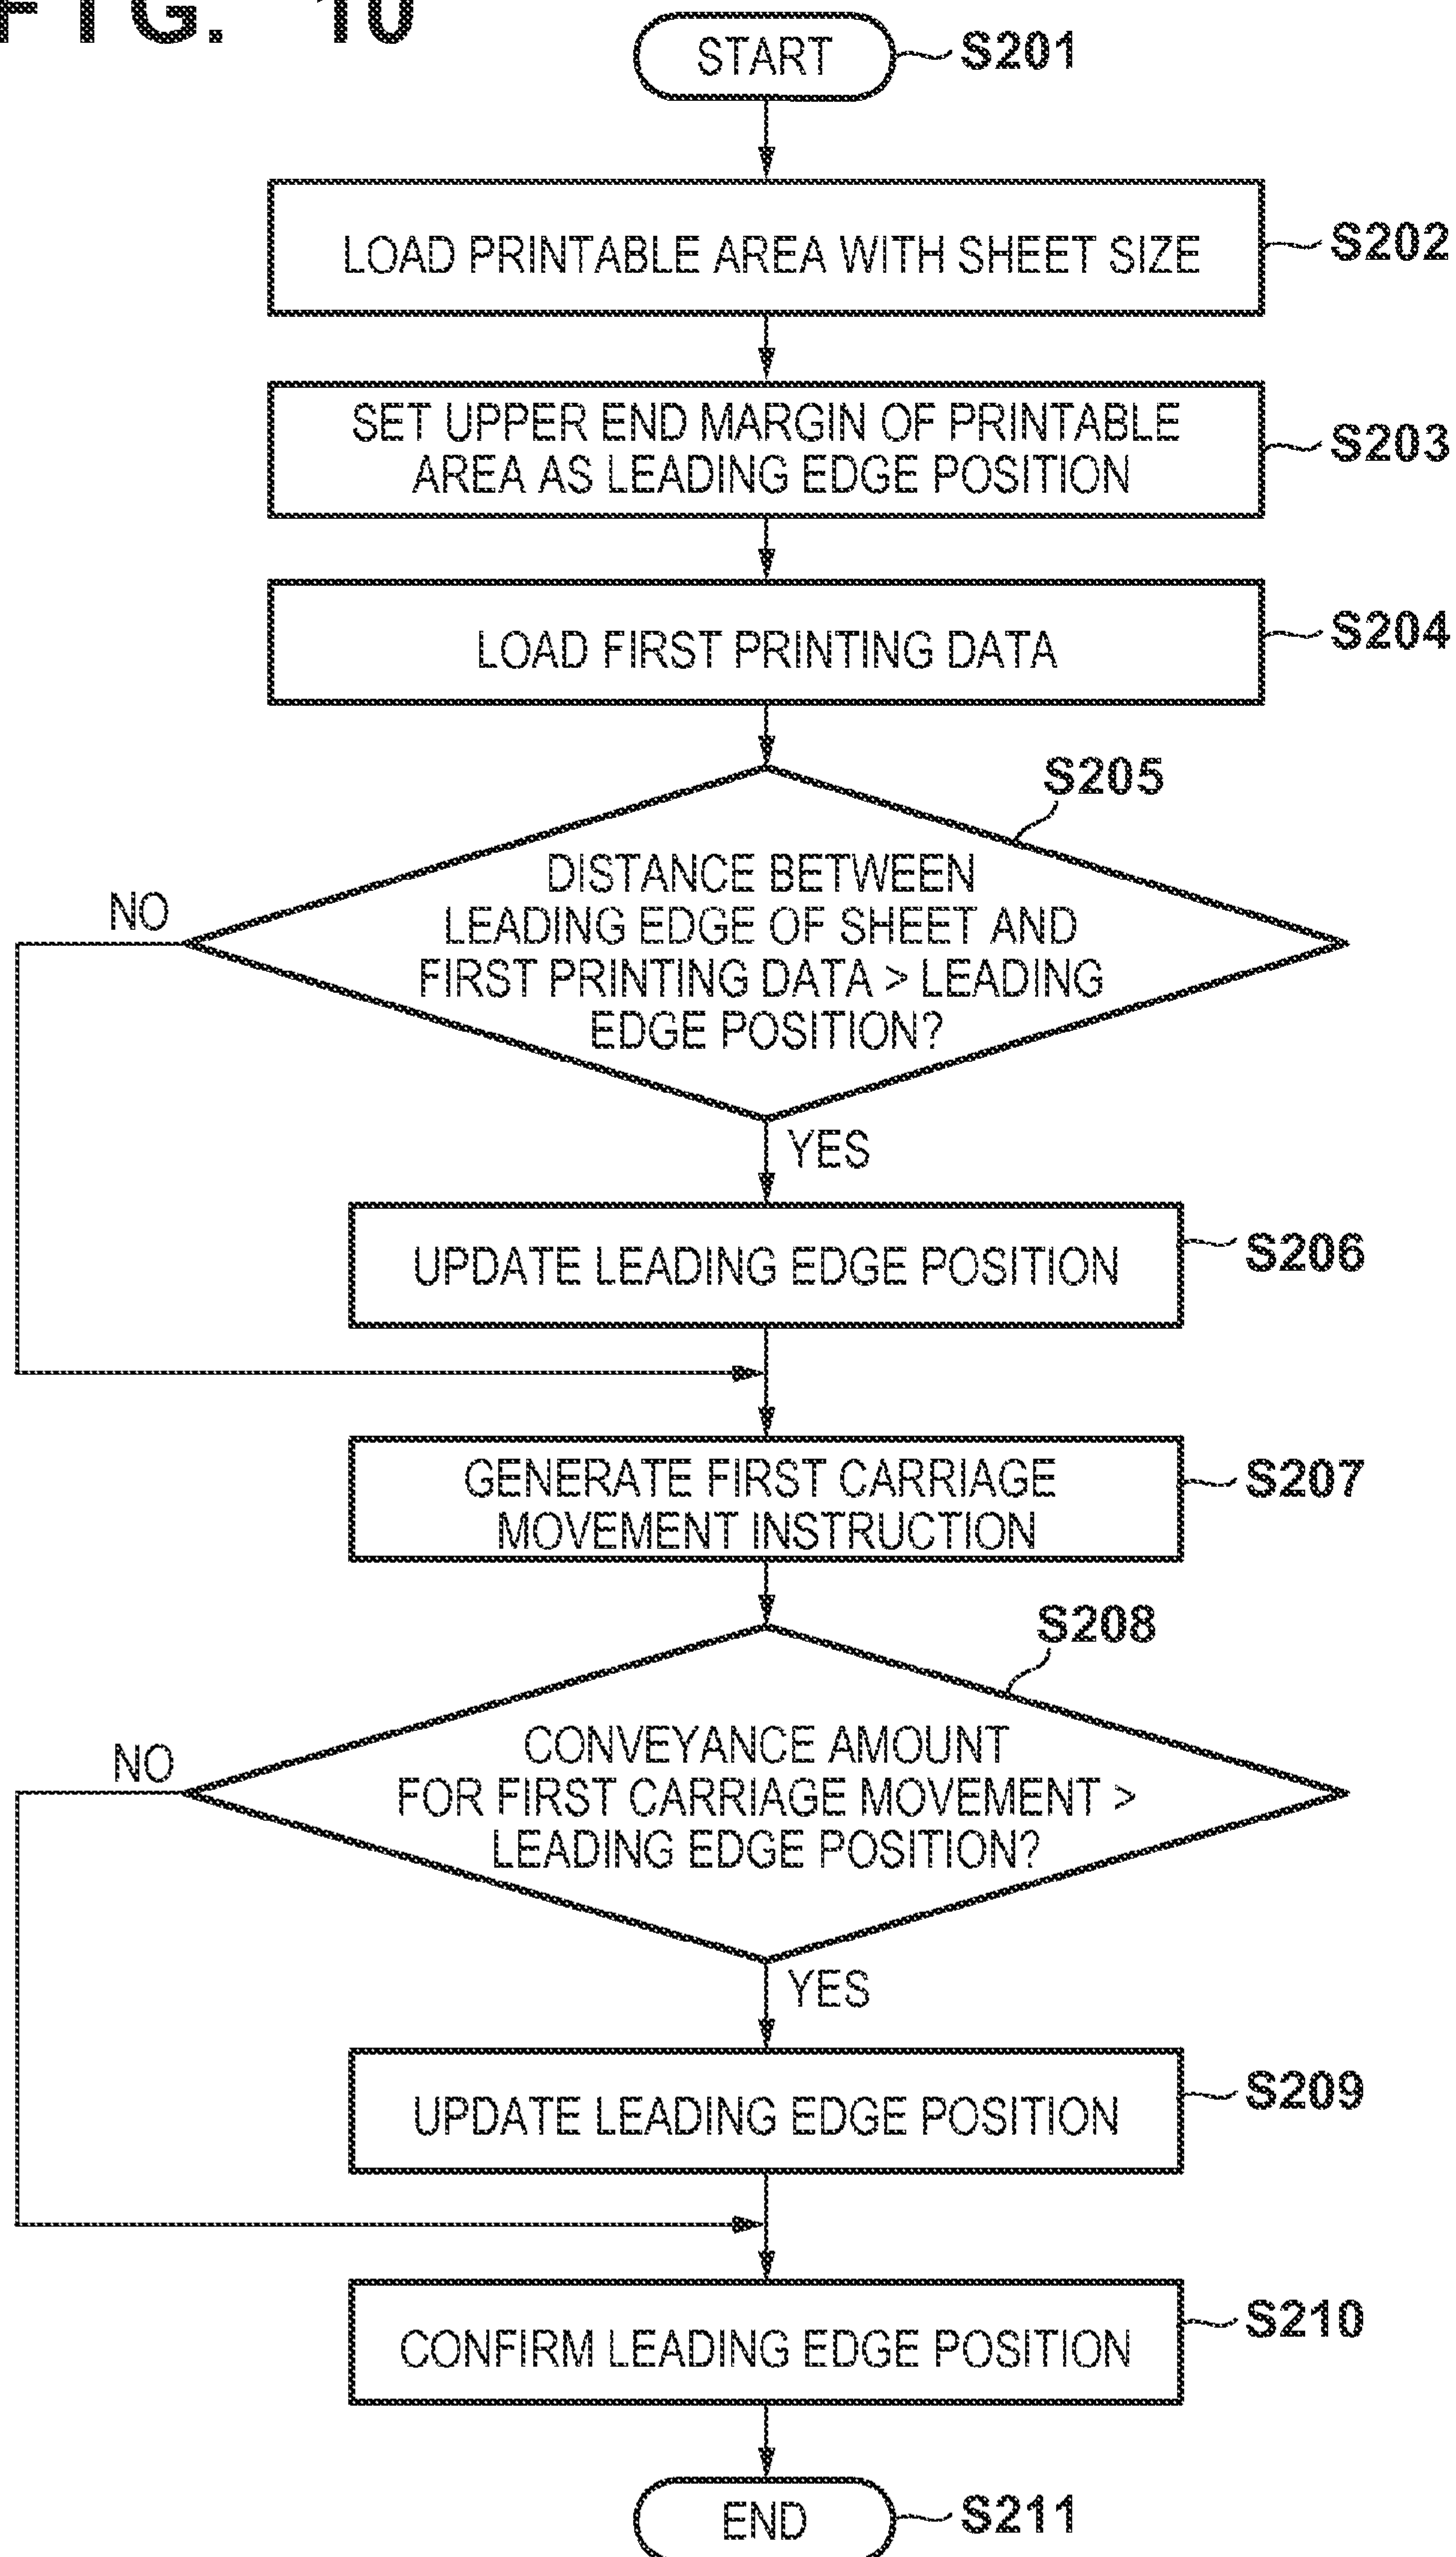 FIG. 10
START
S201
LOAD PRINTABLE AREA WITH SHEET SIZE
S202
SET UPPER END MARGIN OF PRINTABLE
AREA AS LEADING EDGE POSITION
S203
LOAD FIRST PRINTING DATA
S204
S205
DISTANCE BETWEEN
LEADING EDGE OF SHEET AND
FIRST PRINTING DATA > LEADING
EDGE POSITION?
NO
YES
UPDATE LEADING EDGE POSITION
S206
GENERATE FIRST CARRIAGE
MOVEMENT INSTRUCTION
S207
S208
CONVEYANCE AMOUNT
FOR FIRST CARRIAGE MOVEMENT >
LEADING EDGE POSITION?
NO
YES
UPDATE LEADING EDGE POSITION
S209
CONFIRM LEADING EDGE POSITION
S210
END
S211